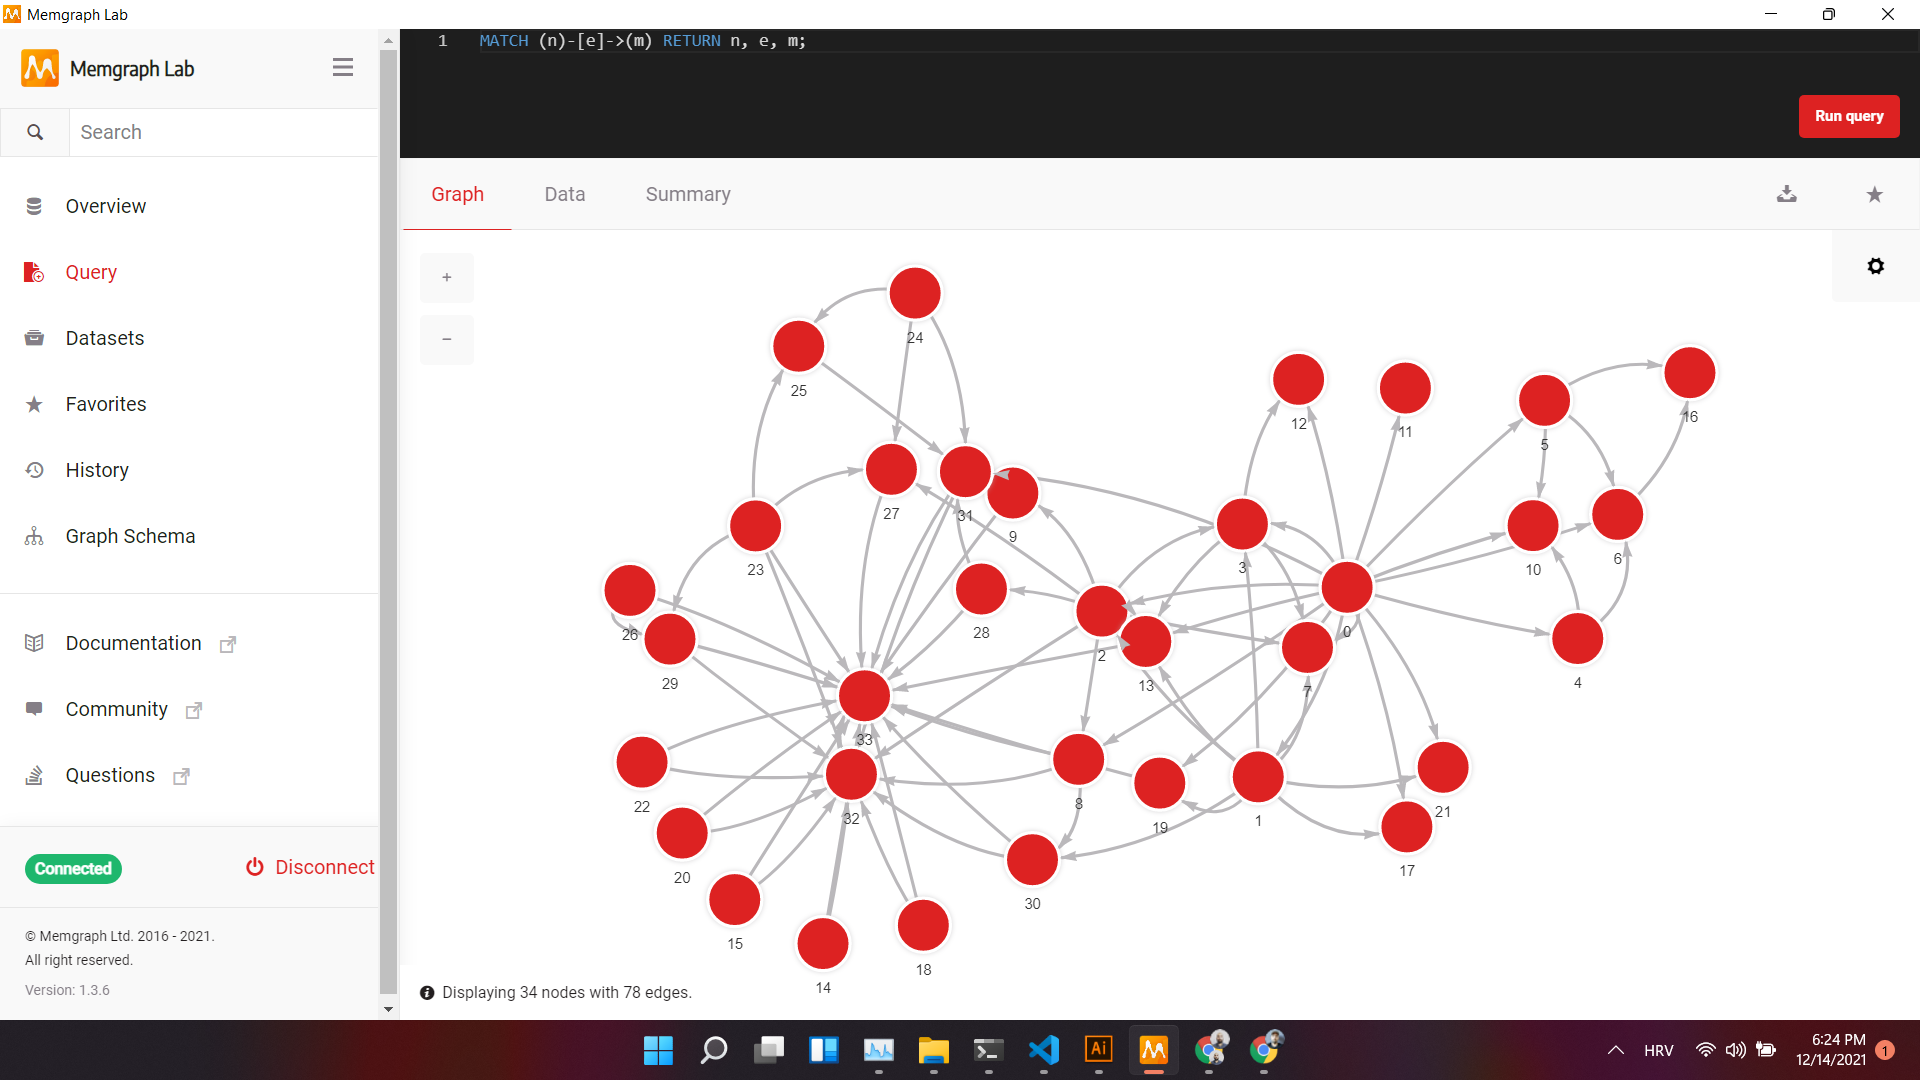 Memgraph Lab
Memgraph Lab
Search
Overview
Query
Datasets
Favorites
History
Graph Schema
Documentation
Community
Questions
Connected
Disconnect
© Memgraph Ltd. 2016 - 2021.
All right reserved.
Version: 1.3.6
1 MATCH (n)-[e]->(m) RETURN n, e, m;
Run query
Graph Data Summary
+
−
24
25
12
11
16
5
27
31
9
23
3
10
6
26
28
0
29
2
13
7
4
33
22
32
8
19
1
21
20
17
30
15
18
14
Displaying 34 nodes with 78 edges.
Ai
HRV
6:24 PM
12/14/2021
1